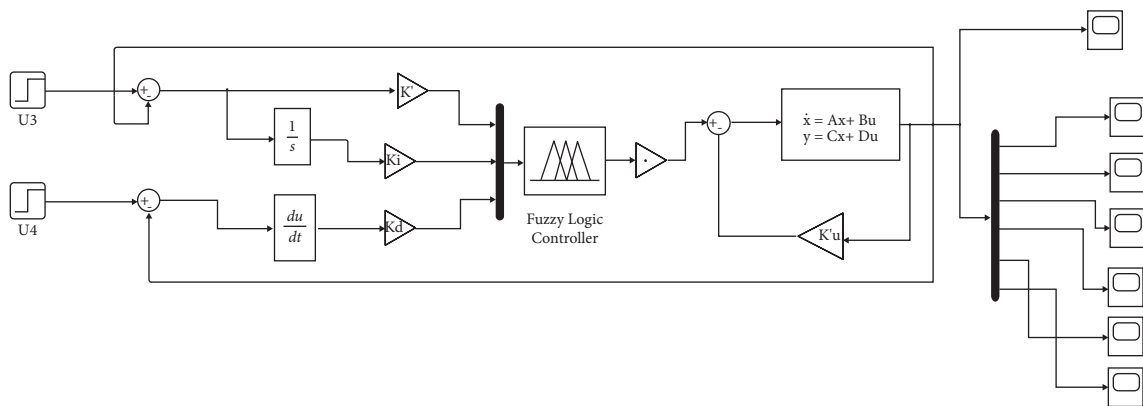 U3
+
-
K'
1
s
Ki
U4
+
-
du
dt
Kd
Fuzzy Logic
Controller
+
-
ẋ = Ax+ Bu
y = Cx+ Du
K'u